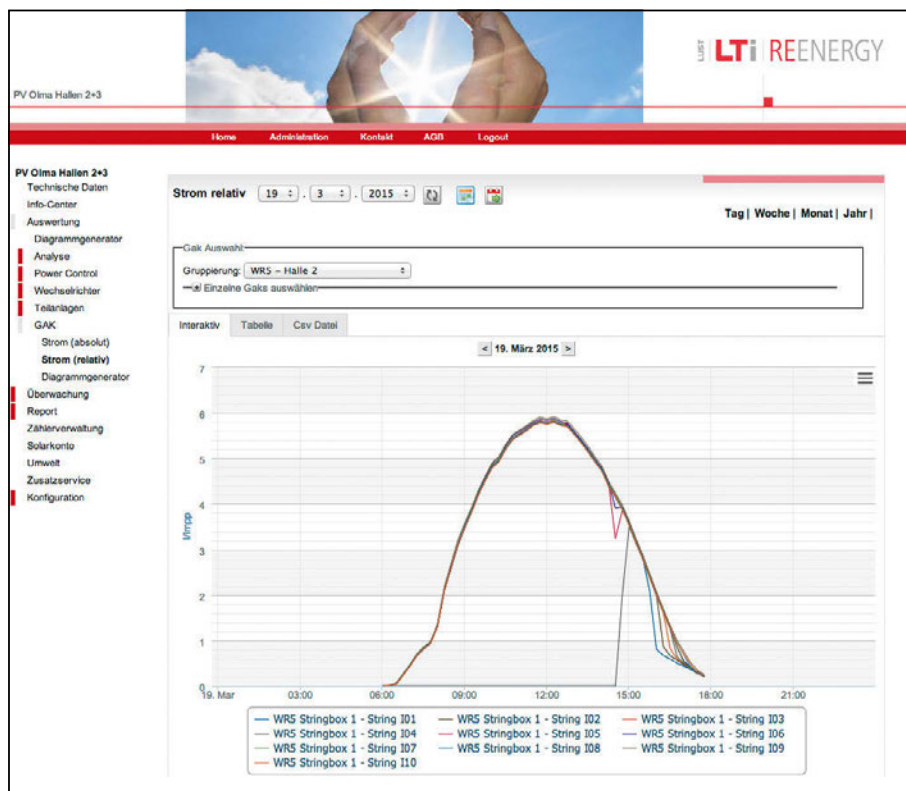 LUST LTi REENERGY
PV Olma Hallen 2+3
Home Administration Kontakt AGB Logout
PV Olma Hallen 2+3
Technische Daten
Info-Center
Auswertung
Diagrammgenerator
Analyse
Power Control
Wechselrichter
Teilanlagen
GAK
Strom (absolut)
Strom (relativ)
Diagrammgenerator
Überwachung
Report
Zählerverwaltung
Solarkonto
Umwelt
Zusatzservice
Konfiguration
Strom relativ 19 . 3 . 2015
Tag | Woche | Monat | Jahr |
Gak Auswahl:
Gruppierung: WR5 - Halle 2
Einzelne Gaks auswählen
Interaktiv Tabelle Csv Datei
< 19. März 2015 >
7
6
5
4
3
2
1
0
I/Impp
19. Mar 03:00 06:00 09:00 12:00 15:00 18:00 21:00
WR5 Stringbox 1 - String I01 WR5 Stringbox 1 - String I02 WR5 Stringbox 1 - String I03
WR5 Stringbox 1 - String I04 WR5 Stringbox 1 - String I05 WR5 Stringbox 1 - String I06
WR5 Stringbox 1 - String I07 WR5 Stringbox 1 - String I08 WR5 Stringbox 1 - String I09
WR5 Stringbox 1 - String I10